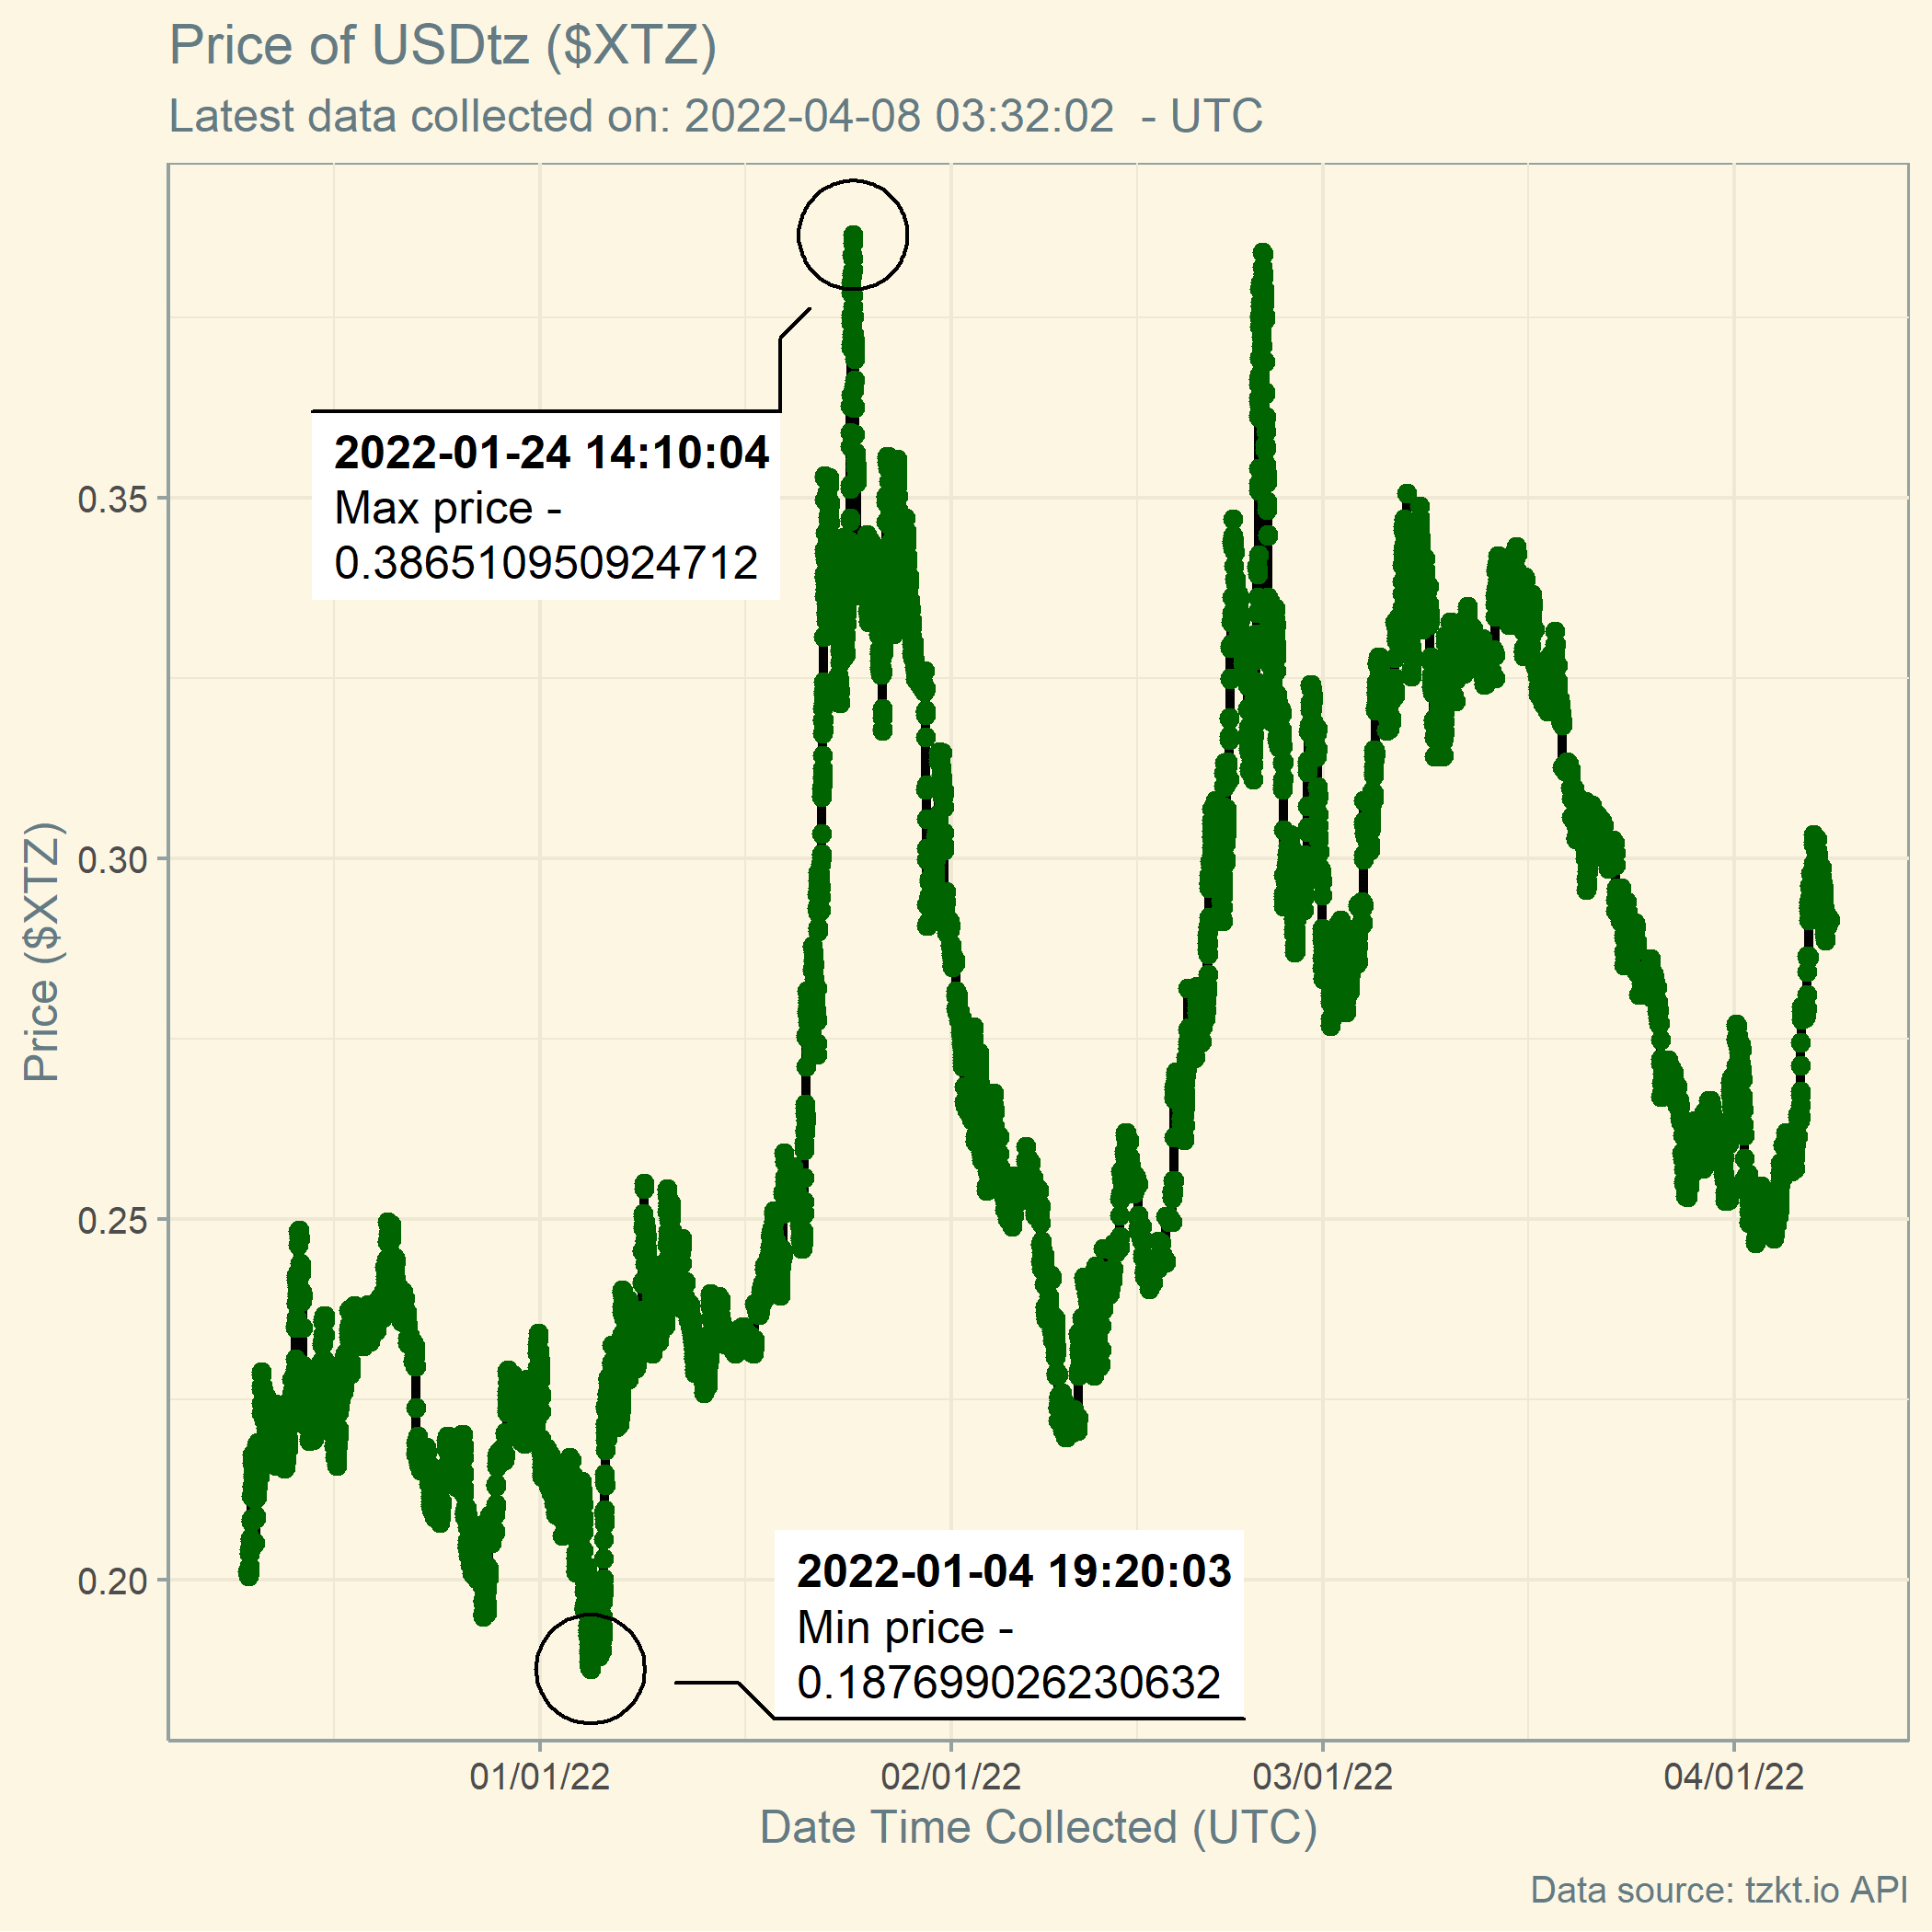 Price of USDtz ($XTZ)
Latest data collected on: 2022-04-08 03:32:02  - UTC
2022-01-24 14:10:04
Max price -
0.386510950924712
0.35
0.30
0.25
0.20
Price ($XTZ)
2022-01-04 19:20:03
Min price -
0.187699026230632
01/01/22
02/01/22
03/01/22
04/01/22
Date Time Collected (UTC)
Data source: tzkt.io API